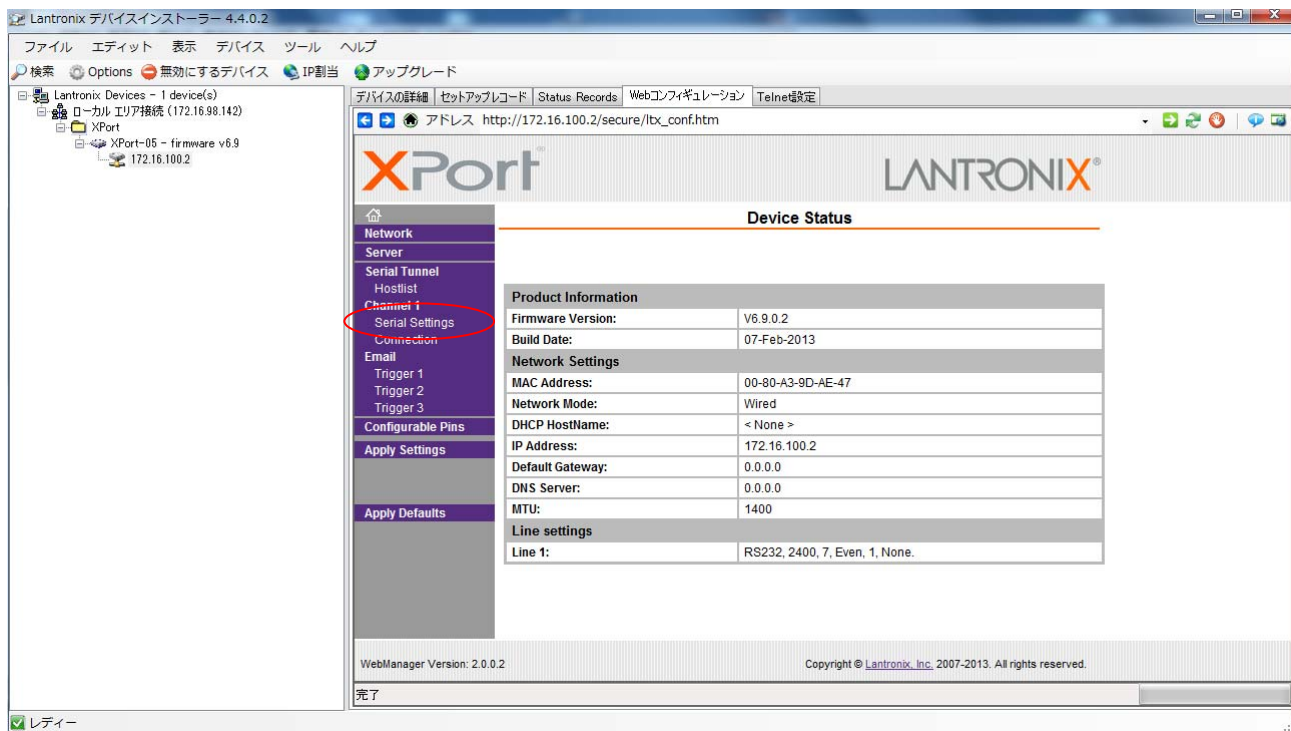 Lantronix デバイスインストーラー 4.4.0.2
ファイル エディット 表示 デバイス ツール ヘルプ
検索 Options 無効にするデバイス IP割当 アップグレード
Lantronix Devices - 1 device(s)
ローカル エリア接続 (172.16.98.142)
XPort
XPort-05 - firmware v6.9
172.16.100.2
デバイスの詳細 セットアップレコード Status Records Webコンフィギュレーション Telnet設定
アドレス http://172.16.100.2/secure/ltx_conf.htm
XPort®
LANTRONIX®
Network
Server
Serial Tunnel
Hostlist
Channel 1
Serial Settings
Connection
Email
Trigger 1
Trigger 2
Trigger 3
Configurable Pins
Apply Settings
Apply Defaults
Device Status
Product Information
Firmware Version: V6.9.0.2
Build Date: 07-Feb-2013
Network Settings
MAC Address: 00-80-A3-9D-AE-47
Network Mode: Wired
DHCP HostName: < None >
IP Address: 172.16.100.2
Default Gateway: 0.0.0.0
DNS Server: 0.0.0.0
MTU: 1400
Line settings
Line 1: RS232, 2400, 7, Even, 1, None.
WebManager Version: 2.0.0.2
Copyright © Lantronix, Inc. 2007-2013. All rights reserved.
完了
レディー